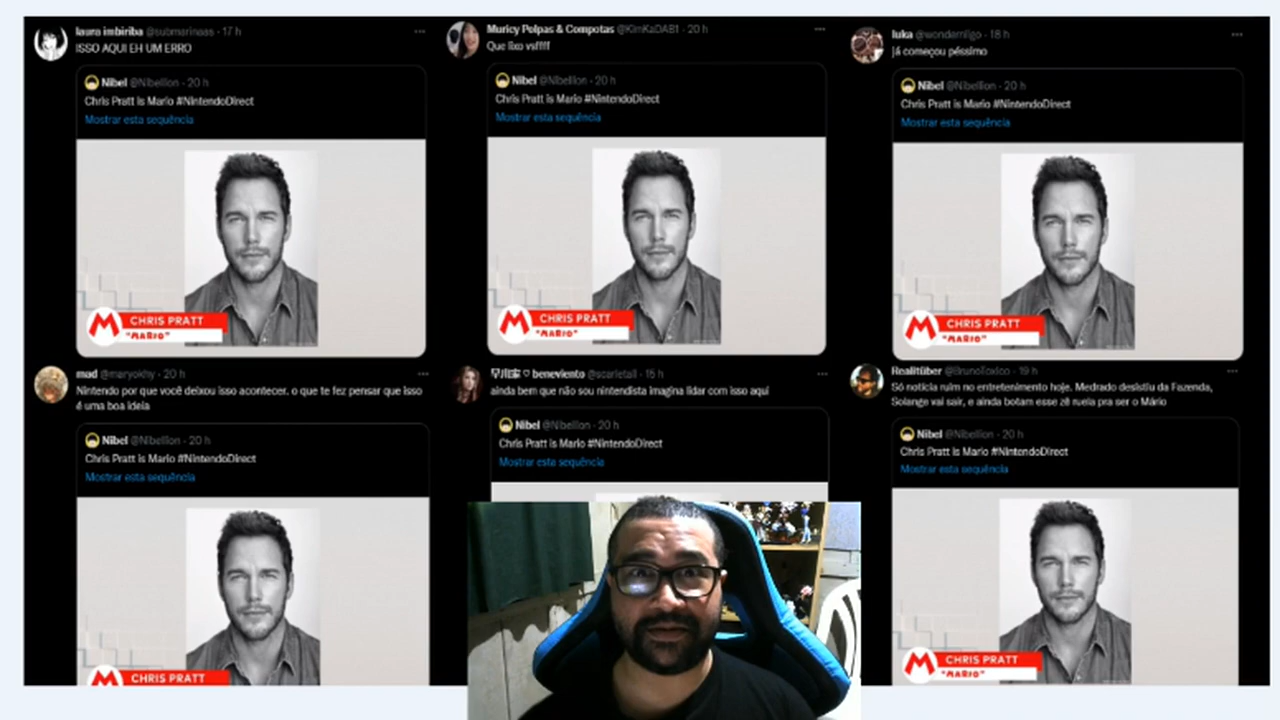 laura imbiriba @submarinaas · 17 h
ISSO AQUI EH UM ERRO
Nibel @Nibellion · 20 h
Chris Pratt is Mario #NintendoDirect
Mostrar esta sequência
CHRIS PRATT
"MARIO"
Muricy Polpas & Compotas @KimKaDAB1 · 20 h
Que lixo vsffff
Nibel @Nibellion · 20 h
Chris Pratt is Mario #NintendoDirect
Mostrar esta sequência
CHRIS PRATT
"MARIO"
luka @wondernligo · 18 h
já começou péssimo
Nibel @Nibellion · 20 h
Chris Pratt is Mario #NintendoDirect
Mostrar esta sequência
CHRIS PRATT
"MARIO"
mad @maryokhy · 20 h
Nintendo por que você deixou isso acontecer. o que te fez pensar que isso
é uma boa ideia
Nibel @Nibellion · 20 h
Chris Pratt is Mario #NintendoDirect
Mostrar esta sequência
CHRIS PRATT
beneviento @scarletail · 15 h
ainda bem que não sou nintendista imagina lidar com isso aqui
Nibel @Nibellion · 20 h
Chris Pratt is Mario #NintendoDirect
Mostrar esta sequência
Realitüber @BrunoToxico · 19 h
Só notícia ruim no entretenimento hoje. Medrado desistiu da Fazenda,
Solange vai sair, e ainda botam esse zé ruela pra ser o Mário
Nibel @Nibellion · 20 h
Chris Pratt is Mario #NintendoDirect
Mostrar esta sequência
CHRIS PRATT
"MARIO"